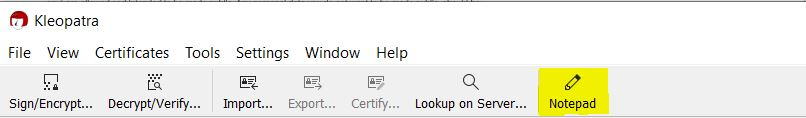 Kleopatra
File View Certificates Tools Settings Window Help
Sign/Encrypt... Decrypt/Verify... Import... Export... Certify... Lookup on Server... Notepad